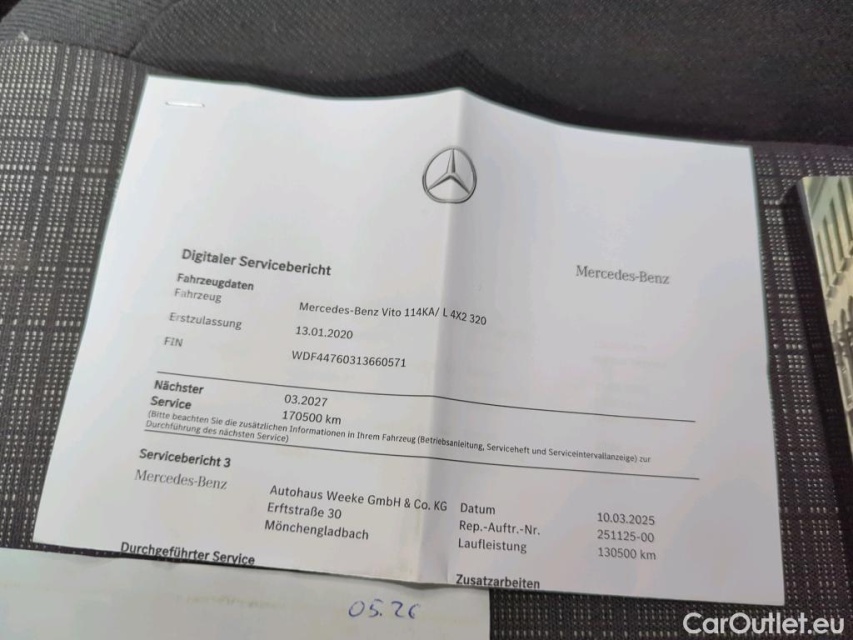 Digitaler Servicebericht
Mercedes-Benz
Fahrzeugdaten
Fahrzeug Mercedes-Benz Vito 114KA/ L 4X2 320
Erstzulassung 13.01.2020
FIN WDF44760313660571
Nächster
Service
03.2027
170500 km
(Bitte beachten Sie die zusätzlichen Informationen in Ihrem Fahrzeug (Betriebsanleitung, Serviceheft und Serviceintervallanzeige) zur
Durchführung des nächsten Service)
Servicebericht 3
Mercedes-Benz
Autohaus Weeke GmbH & Co. KG
Erftstraße 30
Mönchengladbach
Datum 10.03.2025
Rep.-Auftr.-Nr. 251125-00
Laufleistung 130500 km
Durchgeführter Service
Zusatzarbeiten
05.26
CarOutlet.eu